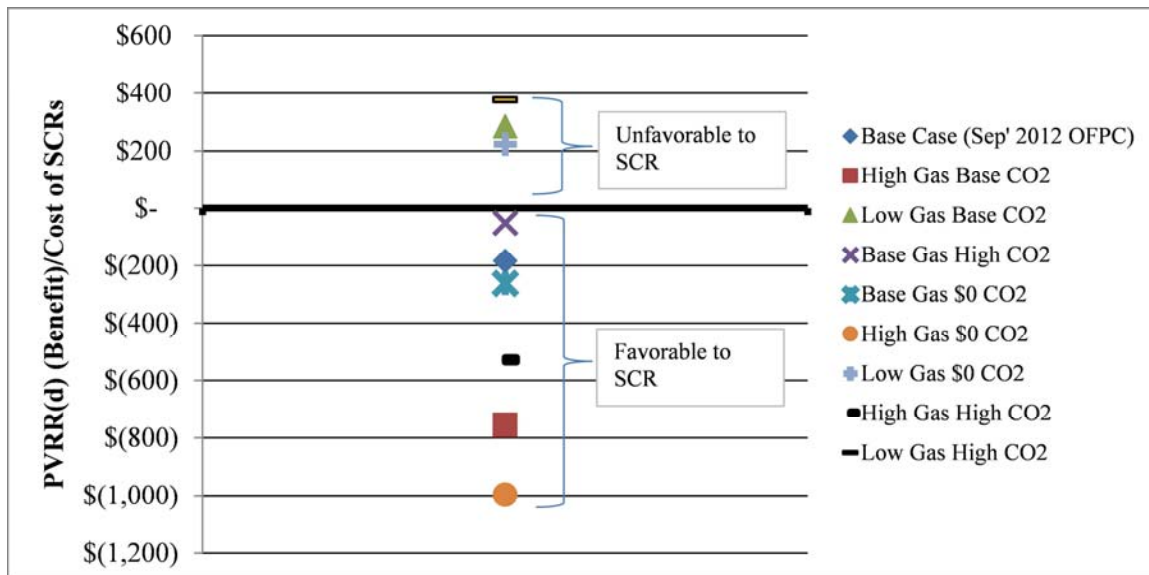 PVRR(d) (Benefit)/Cost of SCRs
$600
$400
$200
$-
$(200)
$(400)
$(600)
$(800)
$(1,000)
$(1,200)
Unfavorable to
SCR
Favorable to
SCR
Base Case (Sep' 2012 OFPC)
High Gas Base CO2
Low Gas Base CO2
Base Gas High CO2
Base Gas $0 CO2
High Gas $0 CO2
Low Gas $0 CO2
High Gas High CO2
Low Gas High CO2